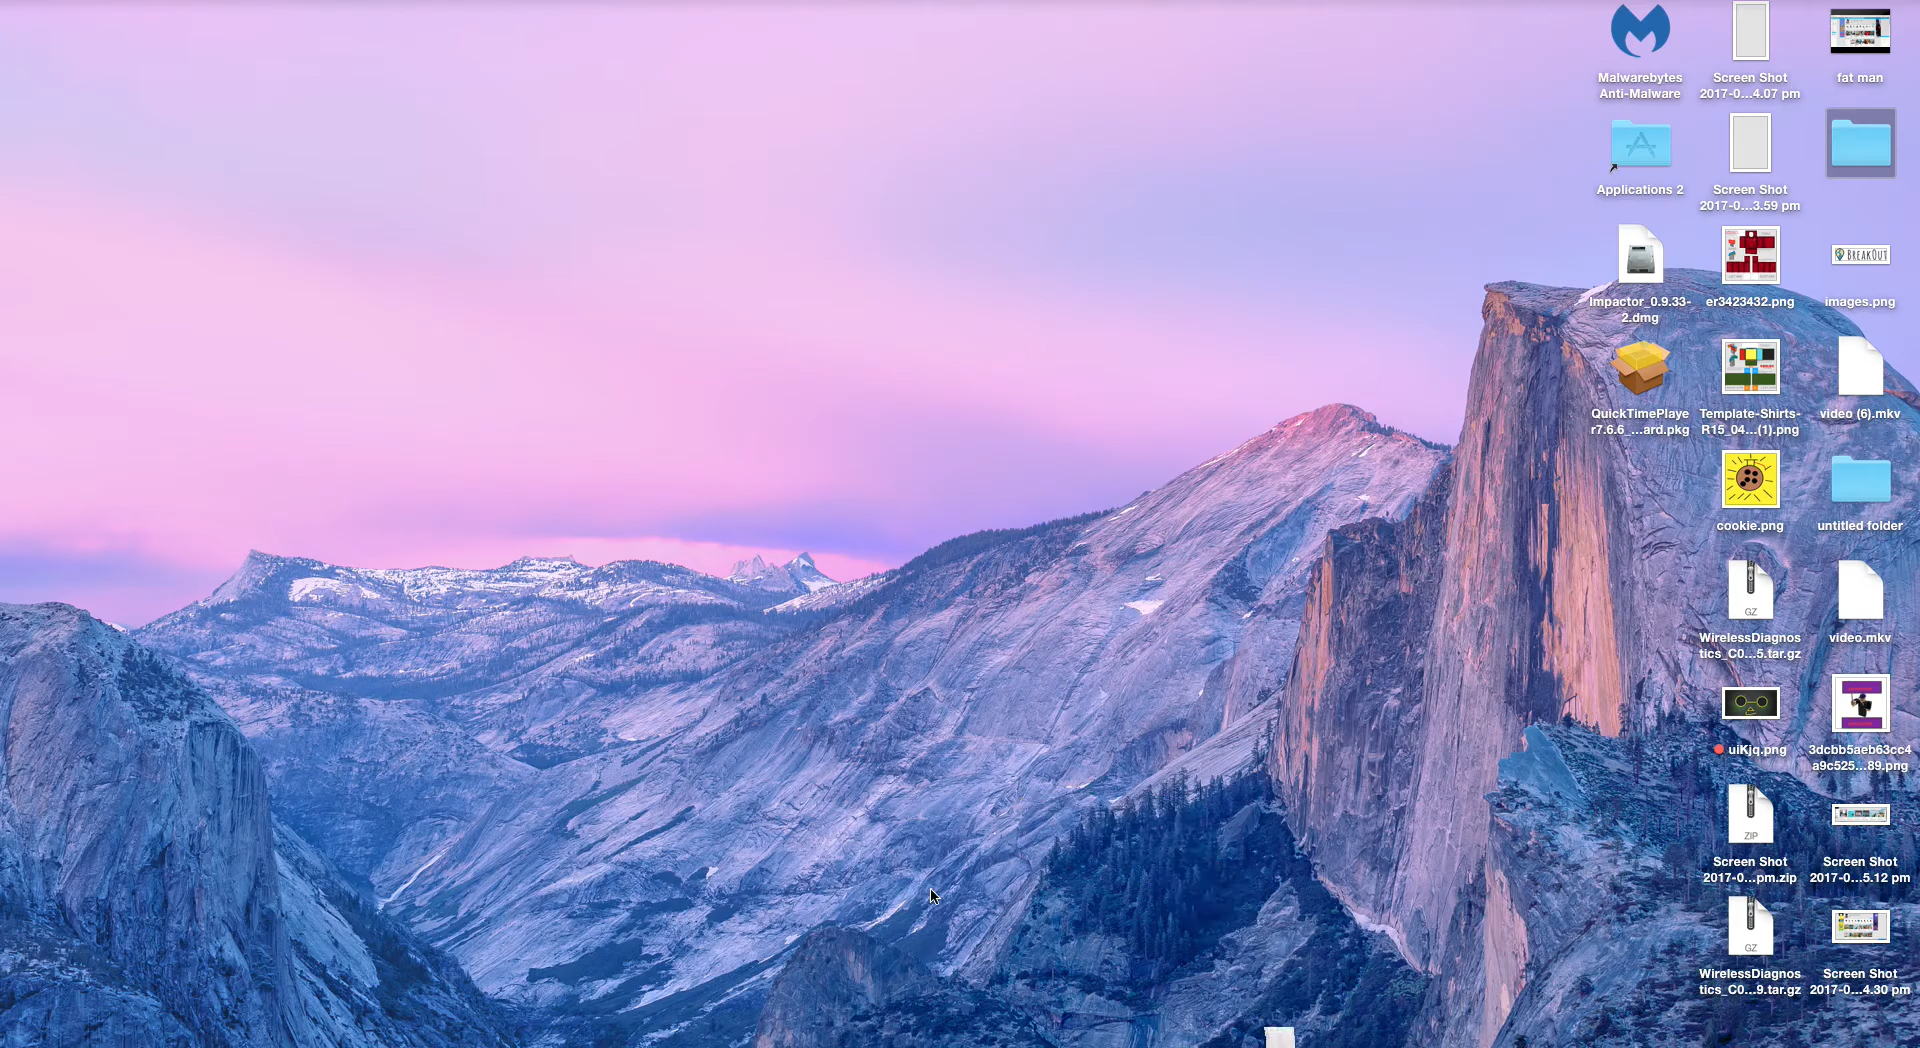 Malwarebytes
Anti-Malware
Screen Shot
2017-0...4.07 pm
fat man
Applications 2
Screen Shot
2017-0...3.59 pm
Impactor_0.9.33-
2.dmg
er3423432.png
BREAKOUT
images.png
QuickTimePlaye
r7.6.6_...ard.pkg
Template-Shirts-
R15_04...(1).png
video (6).mkv
cookie.png
untitled folder
GZ
WirelessDiagnos
tics_C0...5.tar.gz
video.mkv
uiKjq.png
3dcbb5aeb63cc4
a9c525...89.png
ZIP
Screen Shot
2017-0...pm.zip
Screen Shot
2017-0...5.12 pm
GZ
WirelessDiagnos
tics_C0...9.tar.gz
Screen Shot
2017-0...4.30 pm